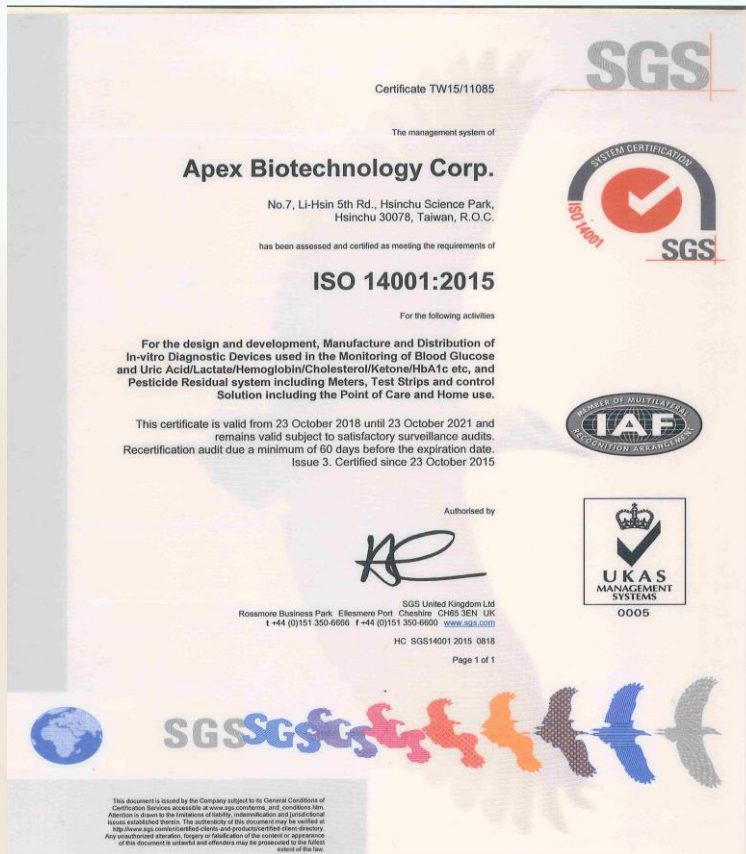 SGS
Certificate TW15/11085
The management system of
Apex Biotechnology Corp.
No.7, Li-Hsin 5th Rd., Hsinchu Science Park,
Hsinchu 30078, Taiwan, R.O.C.
has been assessed and certified as meeting the requirements of
ISO 14001:2015
For the following activities
For the design and development, Manufacture and Distribution of
In-vitro Diagnostic Devices used in the Monitoring of Blood Glucose
and Uric Acid/Lactate/Hemoglobin/Cholesterol/Ketone/HbA1c etc, and
Pesticide Residual system including Meters, Test Strips and control
Solution including the Point of Care and Home use.
This certificate is valid from 23 October 2018 until 23 October 2021 and
remains valid subject to satisfactory surveillance audits.
Recertification audit due a minimum of 60 days before the expiration date.
Issue 3. Certified since 23 October 2015
Authorised by
SGS United Kingdom Ltd
Rossmore Business Park Ellesmere Port Cheshire CH65 3EN UK
t +44 (0)151 350-6666 f +44 (0)151 350-6600 www.sgs.com
HC SGS14001 2015 0818
Page 1 of 1
SYSTEM CERTIFICATION
ISO 14001
SGS
MEMBER OF MULTILATERAL
IAF
RECOGNITION ARRANGEMENT
UKAS
MANAGEMENT
SYSTEMS
0005
SGS SGS SGS SGS
This document is issued by the Company subject to its General Conditions of
Certification Services accessible at www.sgs.com/terms_and_conditions.htm.
Attention is drawn to the limitations of liability, indemnification and jurisdictional
issues established therein. The authenticity of this document may be verified at
http://www.sgs.com/en/certified-clients-and-products/certified-client-directory.
Any unauthorized alteration, forgery or falsification of the content or appearance
of this document is unlawful and offenders may be prosecuted to the fullest
extent of the law.